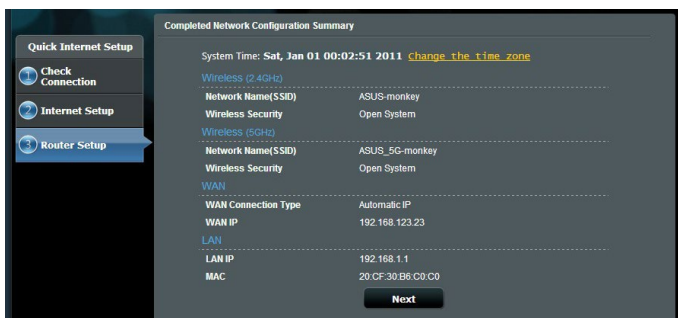 Completed Network Configuration Summary
Quick Internet Setup
1 Check Connection
2 Internet Setup
3 Router Setup
System Time: Sat, Jan 01 00:02:51 2011 Change the time zone
Wireless (2.4GHz)
Network Name(SSID) ASUS-monkey
Wireless Security Open System
Wireless (5GHz)
Network Name(SSID) ASUS_5G-monkey
Wireless Security Open System
WAN
WAN Connection Type Automatic IP
WAN IP 192.168.123.23
LAN
LAN IP 192.168.1.1
MAC 20:CF:30:B6:C0:C0
Next